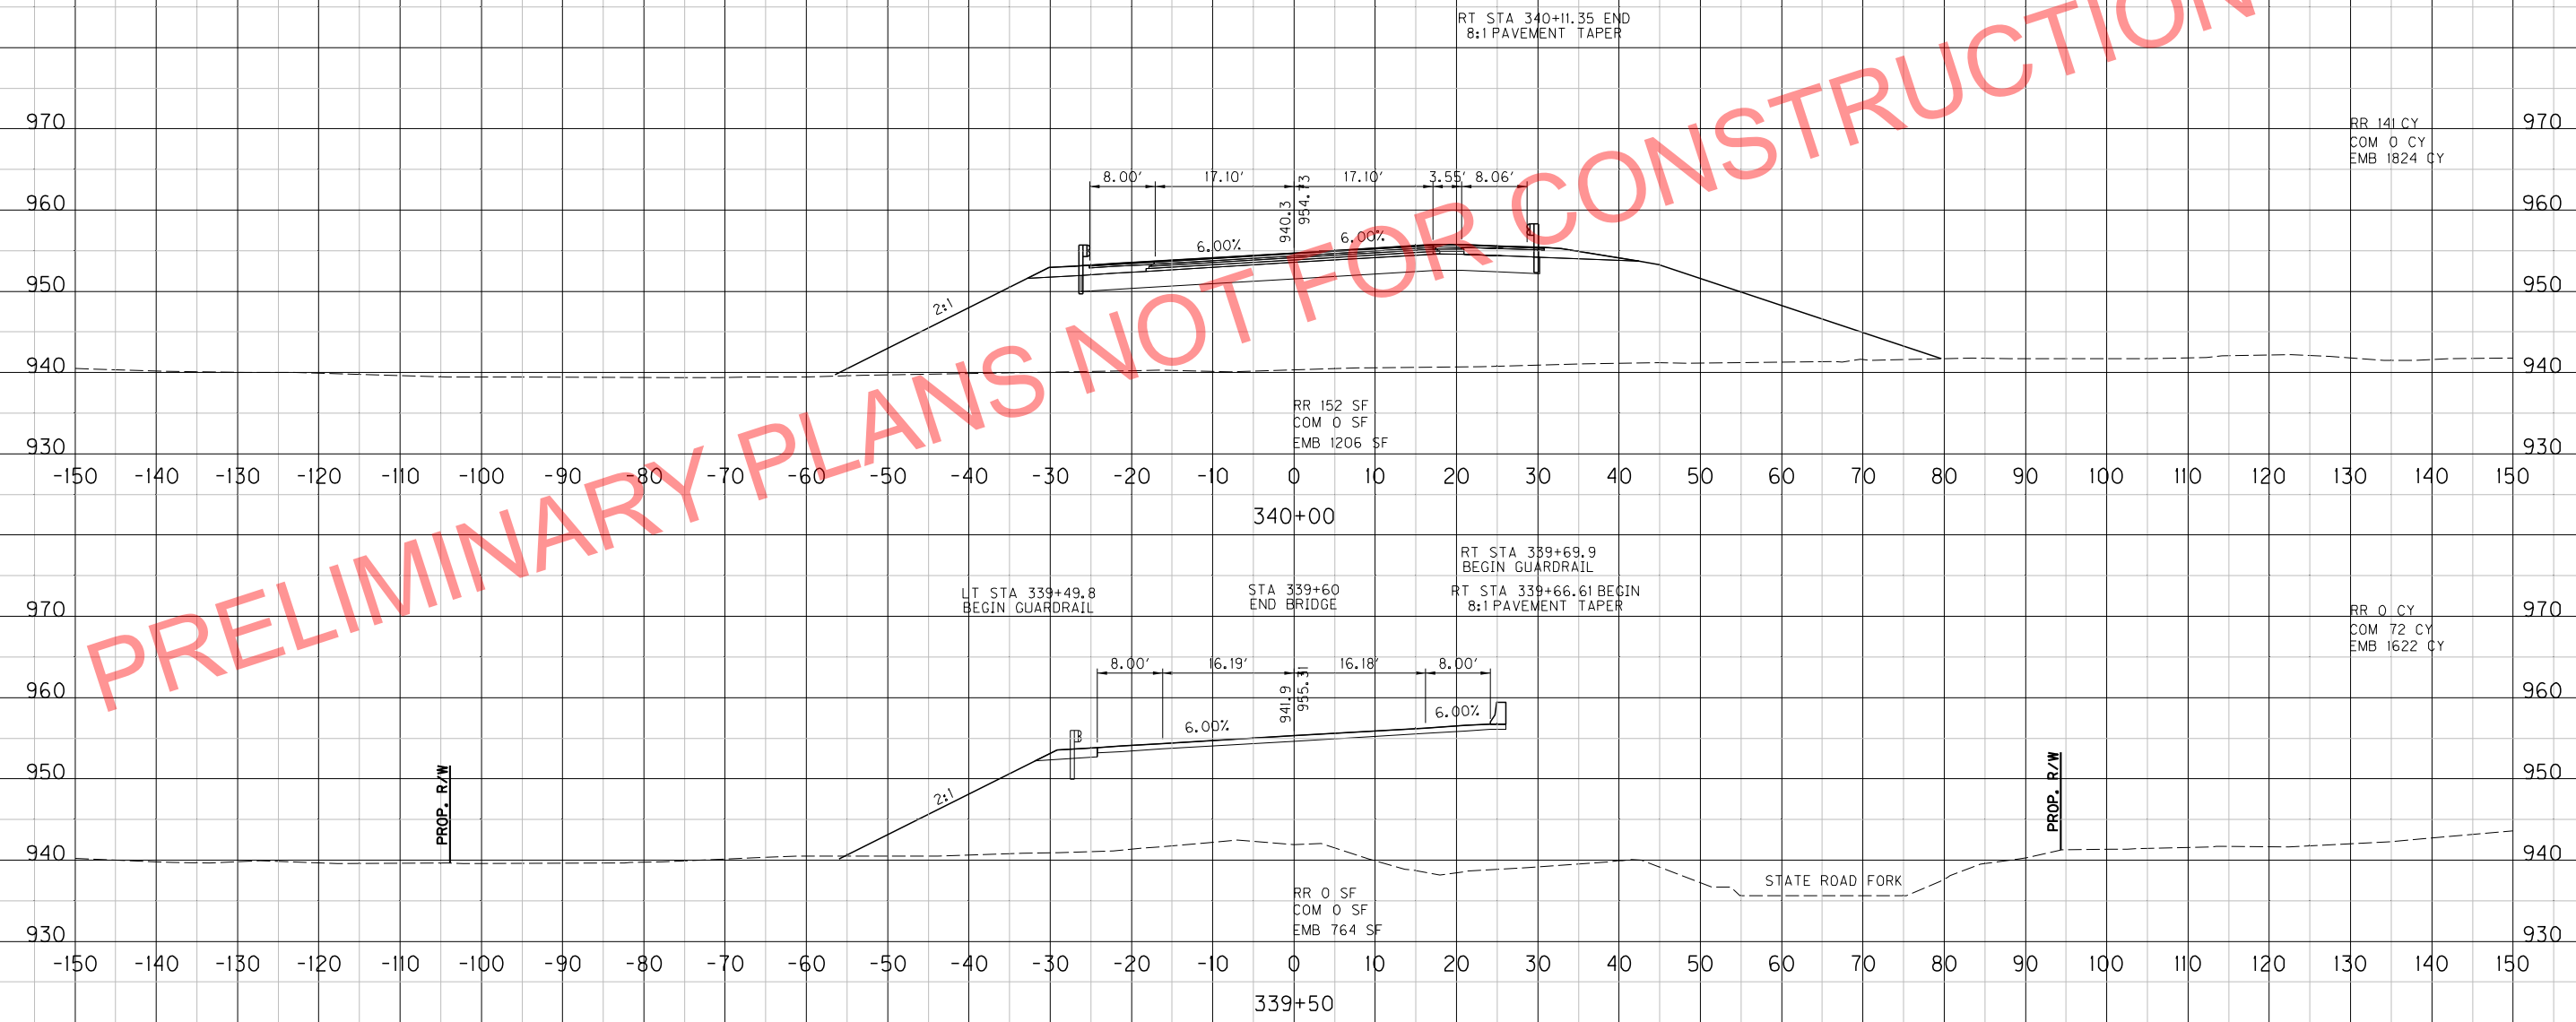 RT STA 340+11.35 END
8:1 PAVEMENT TAPER
970 970
RR 141 CY
COM 0 CY
EMB 1824 CY
8.00' 17.10' 17.10' 3.55' 8.06'
960 960
940.3
954.73
6.00% 6.00%
950 950
2:1
940 940
RR 152 SF
COM 0 SF
EMB 1206 SF
930 930
-150 -140 -130 -120 -110 -100 -90 -80 -70 -60 -50 -40 -30 -20 -10 0 10 20 30 40 50 60 70 80 90 100 110 120 130 140 150
340+00
PRELIMINARY PLANS NOT FOR CONSTRUCTION
RT STA 339+69.9
BEGIN GUARDRAIL
LT STA 339+49.8
BEGIN GUARDRAIL
STA 339+60
END BRIDGE
RT STA 339+66.61 BEGIN
8:1 PAVEMENT TAPER
970 970
RR 0 CY
COM 72 CY
EMB 1622 CY
8.00' 16.19' 16.18' 8.00'
960 960
941.9
955.31
6.00% 6.00%
950 950
PROP. R/W
2:1
PROP. R/W
940 940
STATE ROAD FORK
RR 0 SF
COM 0 SF
EMB 764 SF
930 930
-150 -140 -130 -120 -110 -100 -90 -80 -70 -60 -50 -40 -30 -20 -10 0 10 20 30 40 50 60 70 80 90 100 110 120 130 140 150
339+50